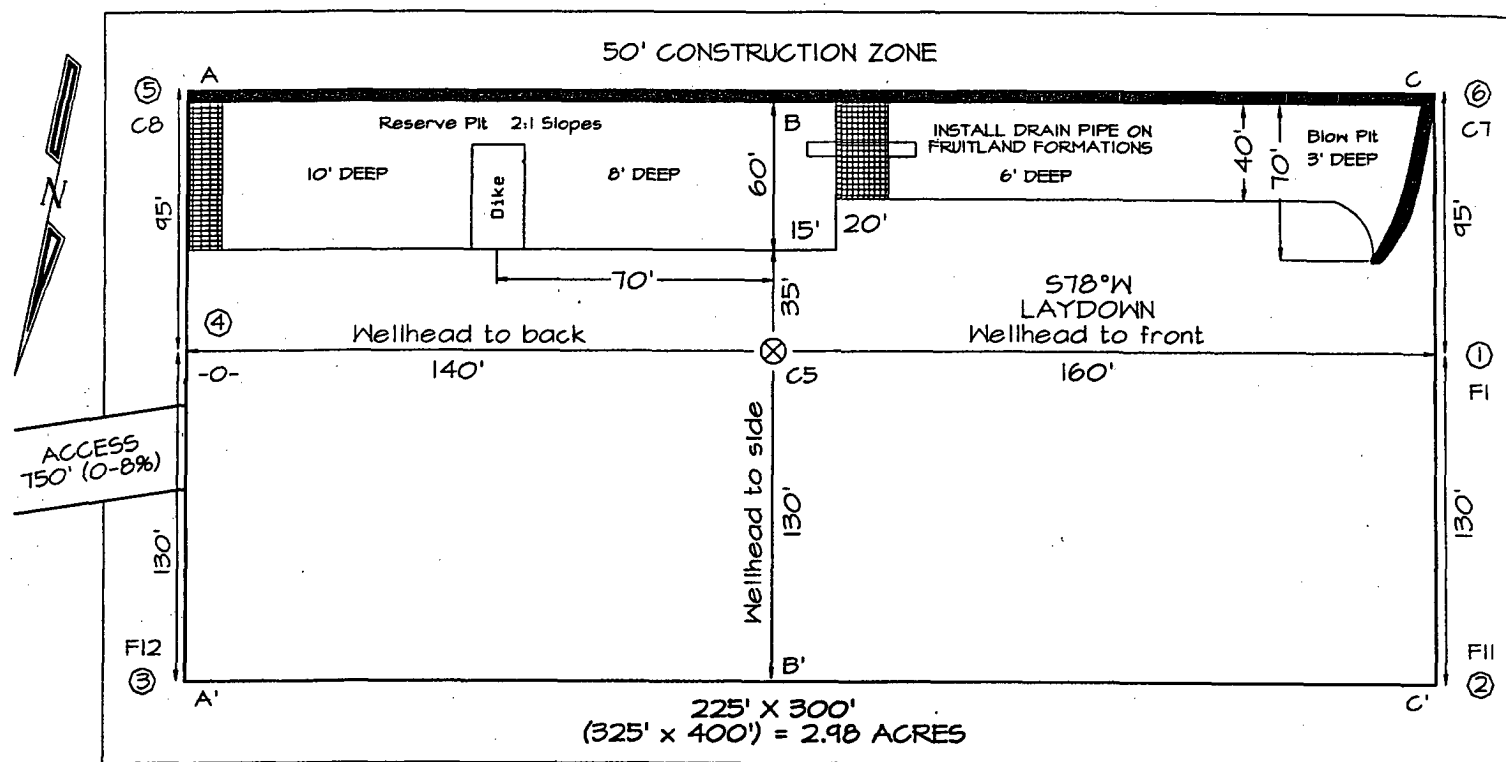 50' CONSTRUCTION ZONE
A
C
5
6
C8
C7
Reserve Pit 2:1 Slopes
B
INSTALL DRAIN PIPE ON
FRUITLAND FORMATIONS
Blow Pit
3' DEEP
10' DEEP
Dike
8' DEEP
60'
6' DEEP
40'
70'
N
95'
95'
15'
20'
70'
35'
S78°W
LAYDOWN
4
Wellhead to back
Wellhead to front
1
-0-
140'
C5
160'
F1
ACCESS
750' (0-8%)
Wellhead to side
130'
130'
130'
F12
F11
3
B'
2
A'
C'
225' X 300'
(325' x 400') = 2.98 ACRES